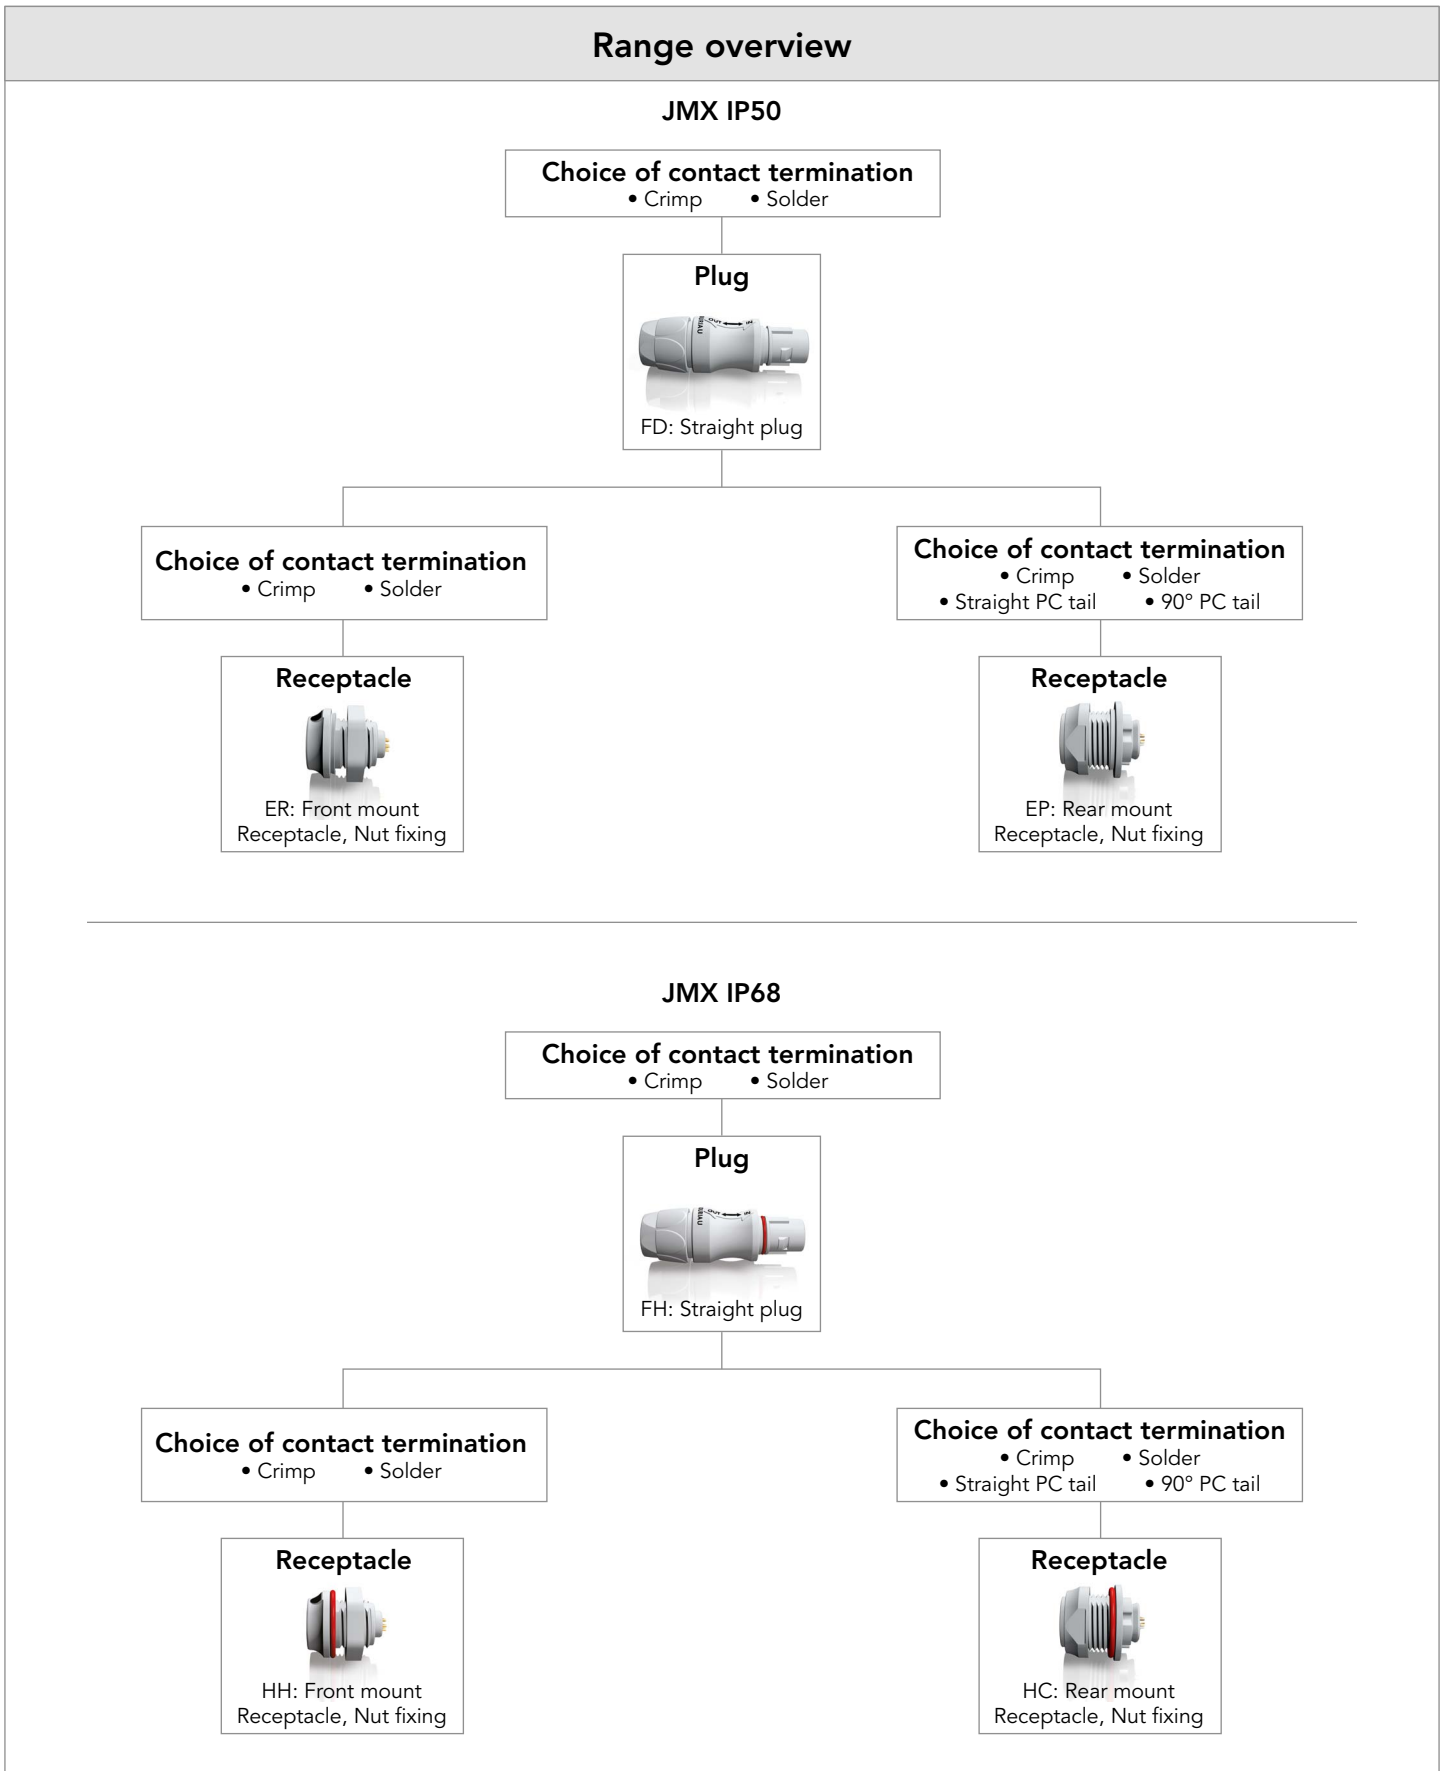 Range overview
JMX IP50
Choice of contact termination
• Crimp • Solder
Plug
OUT IN
FD: Straight plug
Choice of contact termination
• Crimp • Solder
Choice of contact termination
• Crimp • Solder
• Straight PC tail • 90° PC tail
Receptacle
ER: Front mount
Receptacle, Nut fixing
Receptacle
EP: Rear mount
Receptacle, Nut fixing
JMX IP68
Choice of contact termination
• Crimp • Solder
Plug
OUT IN
FH: Straight plug
Choice of contact termination
• Crimp • Solder
Choice of contact termination
• Crimp • Solder
• Straight PC tail • 90° PC tail
Receptacle
HH: Front mount
Receptacle, Nut fixing
Receptacle
HC: Rear mount
Receptacle, Nut fixing